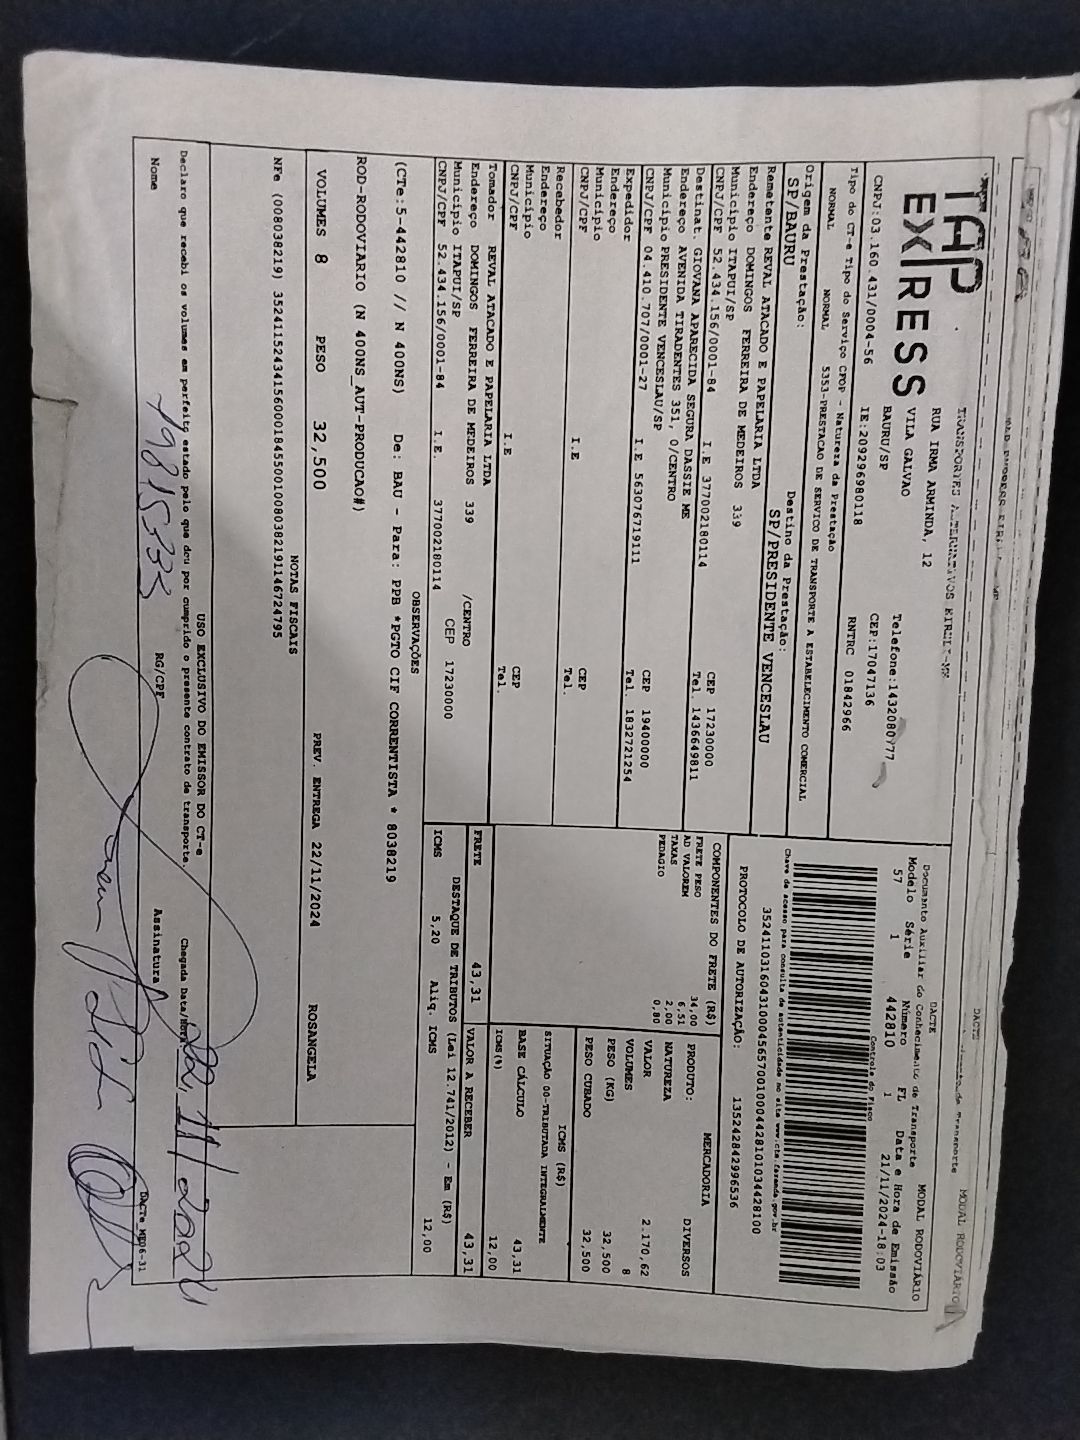 TAP
EXPRESS
RUA IRMA ARMINDA, 12
VILA GALVAO
BAURU/SP
Telefone:1432080777
CEP:17047136
CNPJ:03.160.431/0004-56
IE:209296980118
RNTRC 01842966
DACTE
MODAL RODOVIÁRIO
Documento Auxiliar do Conhecimento de Transporte
Modelo Série Número FL Data e Hora de Emissão
57 1 442810 1 21/11/2024-18:03
Controle do Fisco
Tipo do CT-e Tipo do Serviço CFOP - Natureza da Prestação
NORMAL NORMAL 5353-PRESTACAO DE SERVICO DE TRANSPORTE A ESTABELECIMENTO COMERCIAL
Chave de acesso para consulta de autenticidade no site www.cte.fazenda.gov.br
35241103160431000456570010004428101034428100
Origem da Prestação: Destino da Prestação:
SP/BAURU SP/PRESIDENTE VENCESLAU
PROTOCOLO DE AUTORIZAÇÃO: 135242842996536
Remetente REVAL ATACADO E PAPELARIA LTDA
Endereço DOMINGOS FERREIRA DE MEDEIROS 339
Município ITAPUI/SP CEP 17230000
CNPJ/CPF 52.434.156/0001-84 I.E 377002180114 Tel. 1436649811
Destinat. GIOVANA APARECIDA SEGURA DASSIE ME
Endereço AVENIDA TIRADENTES 351, 0/CENTRO
Município PRESIDENTE VENCESLAU/SP CEP 19400000
CNPJ/CPF 04.410.707/0001-27 I.E 563076719111 Tel. 1832721254
Expedidor
Endereço
Município CEP
CNPJ/CPF I.E Tel.
Recebedor
Endereço
Município CEP
CNPJ/CPF I.E Tel.
Tomador REVAL ATACADO E PAPELARIA LTDA
Endereço DOMINGOS FERREIRA DE MEDEIROS 339 /CENTRO
Município ITAPUI/SP CEP 17230000
CNPJ/CPF 52.434.156/0001-84 I.E. 377002180114
COMPONENTES DO FRETE (R$)
FRETE PESO 34,00
AD VALOREM 6,51
TAXAS 2,00
PEDAGIO 0,80
FRETE 43,31
MERCADORIA
PRODUTO: DIVERSOS
NATUREZA
VALOR 2.170,62
VOLUMES 8
PESO (KG) 32,500
PESO CUBADO 32,500
ICMS (R$)
SITUAÇÃO 00-TRIBUTADA INTEGRALMENTE
BASE CÁLCULO 43,31
ICMS(%) 12,00
VALOR A RECEBER 43,31
DESTAQUE DE TRIBUTOS (Lei 12.741/2012) - Em (R$)
ICMS 5,20 Aliq. ICMS 12,00
OBSERVAÇÕES
(CTe:5-442810 // N 400NS) De: BAU - Para: PPB *PGTO CIF CORRENTISTA * 8038219
ROD-RODOVIARIO (N 400NS_AUT-PRODUCAO#)
VOLUMES 8 PESO 32,500 PREV. ENTREGA 22/11/2024 ROSANGELA
NOTAS FISCAIS
NFe (008038219) 35241152434156000184550010080382191146724795
USO EXCLUSIVO DO EMISSOR DO CT-e
Declaro que recebi os volumes em perfeito estado pelo que dou por cumprido o presente contrato de transporte.
Chegada Data/Hora 22/11/2024
Nome RG/CPF Assinatura
DACTe_MP06-31